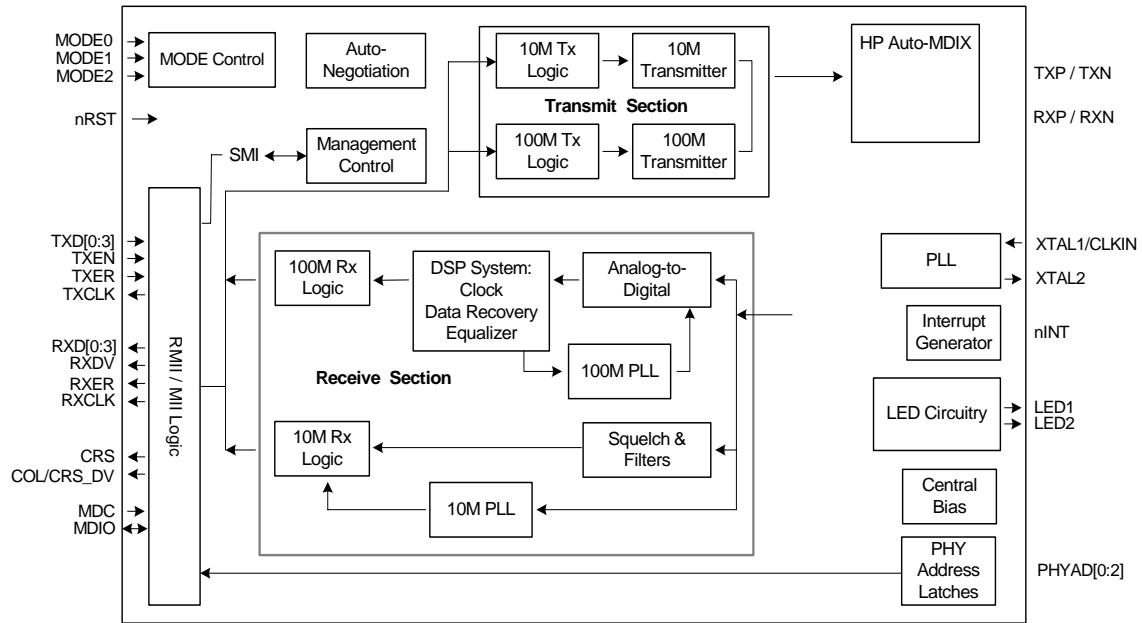 MODE0
MODE1
MODE2
nRST
MODE Control
Auto-
Negotiation
SMI
Management
Control
10M Tx
Logic
10M
Transmitter
Transmit Section
100M Tx
Logic
100M
Transmitter
HP Auto-MDIX
TXP / TXN
RXP / RXN
TXD[0:3]
TXEN
TXER
TXCLK
RXD[0:3]
RXDV
RXER
RXCLK
CRS
COL/CRS_DV
MDC
MDIO
RMII / MII Logic
100M Rx
Logic
DSP System:
Clock
Data Recovery
Equalizer
Analog-to-
Digital
100M PLL
Receive Section
10M Rx
Logic
Squelch &
Filters
10M PLL
PLL
XTAL1/CLKIN
XTAL2
Interrupt
Generator
nINT
LED Circuitry
LED1
LED2
Central
Bias
PHY
Address
Latches
PHYAD[0:2]